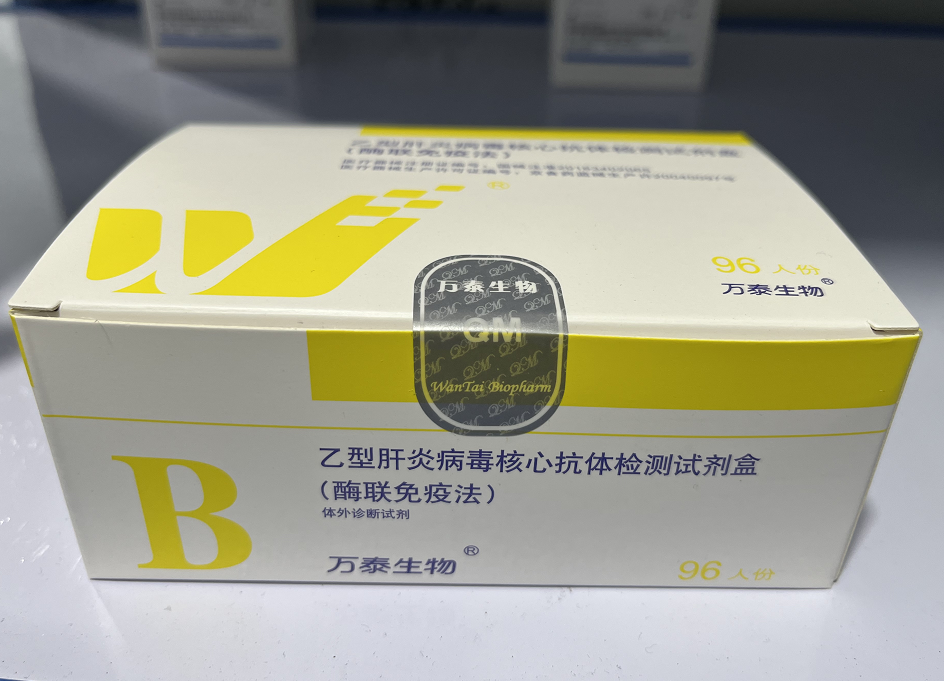 乙型肝炎病毒核心抗体检测试剂盒
(酶联免疫法)
96 人份
万泰生物®
万泰生物
QM
WanTai Biopharm
B
乙型肝炎病毒核心抗体检测试剂盒
(酶联免疫法)
体外诊断试剂
万泰生物®
96 人份